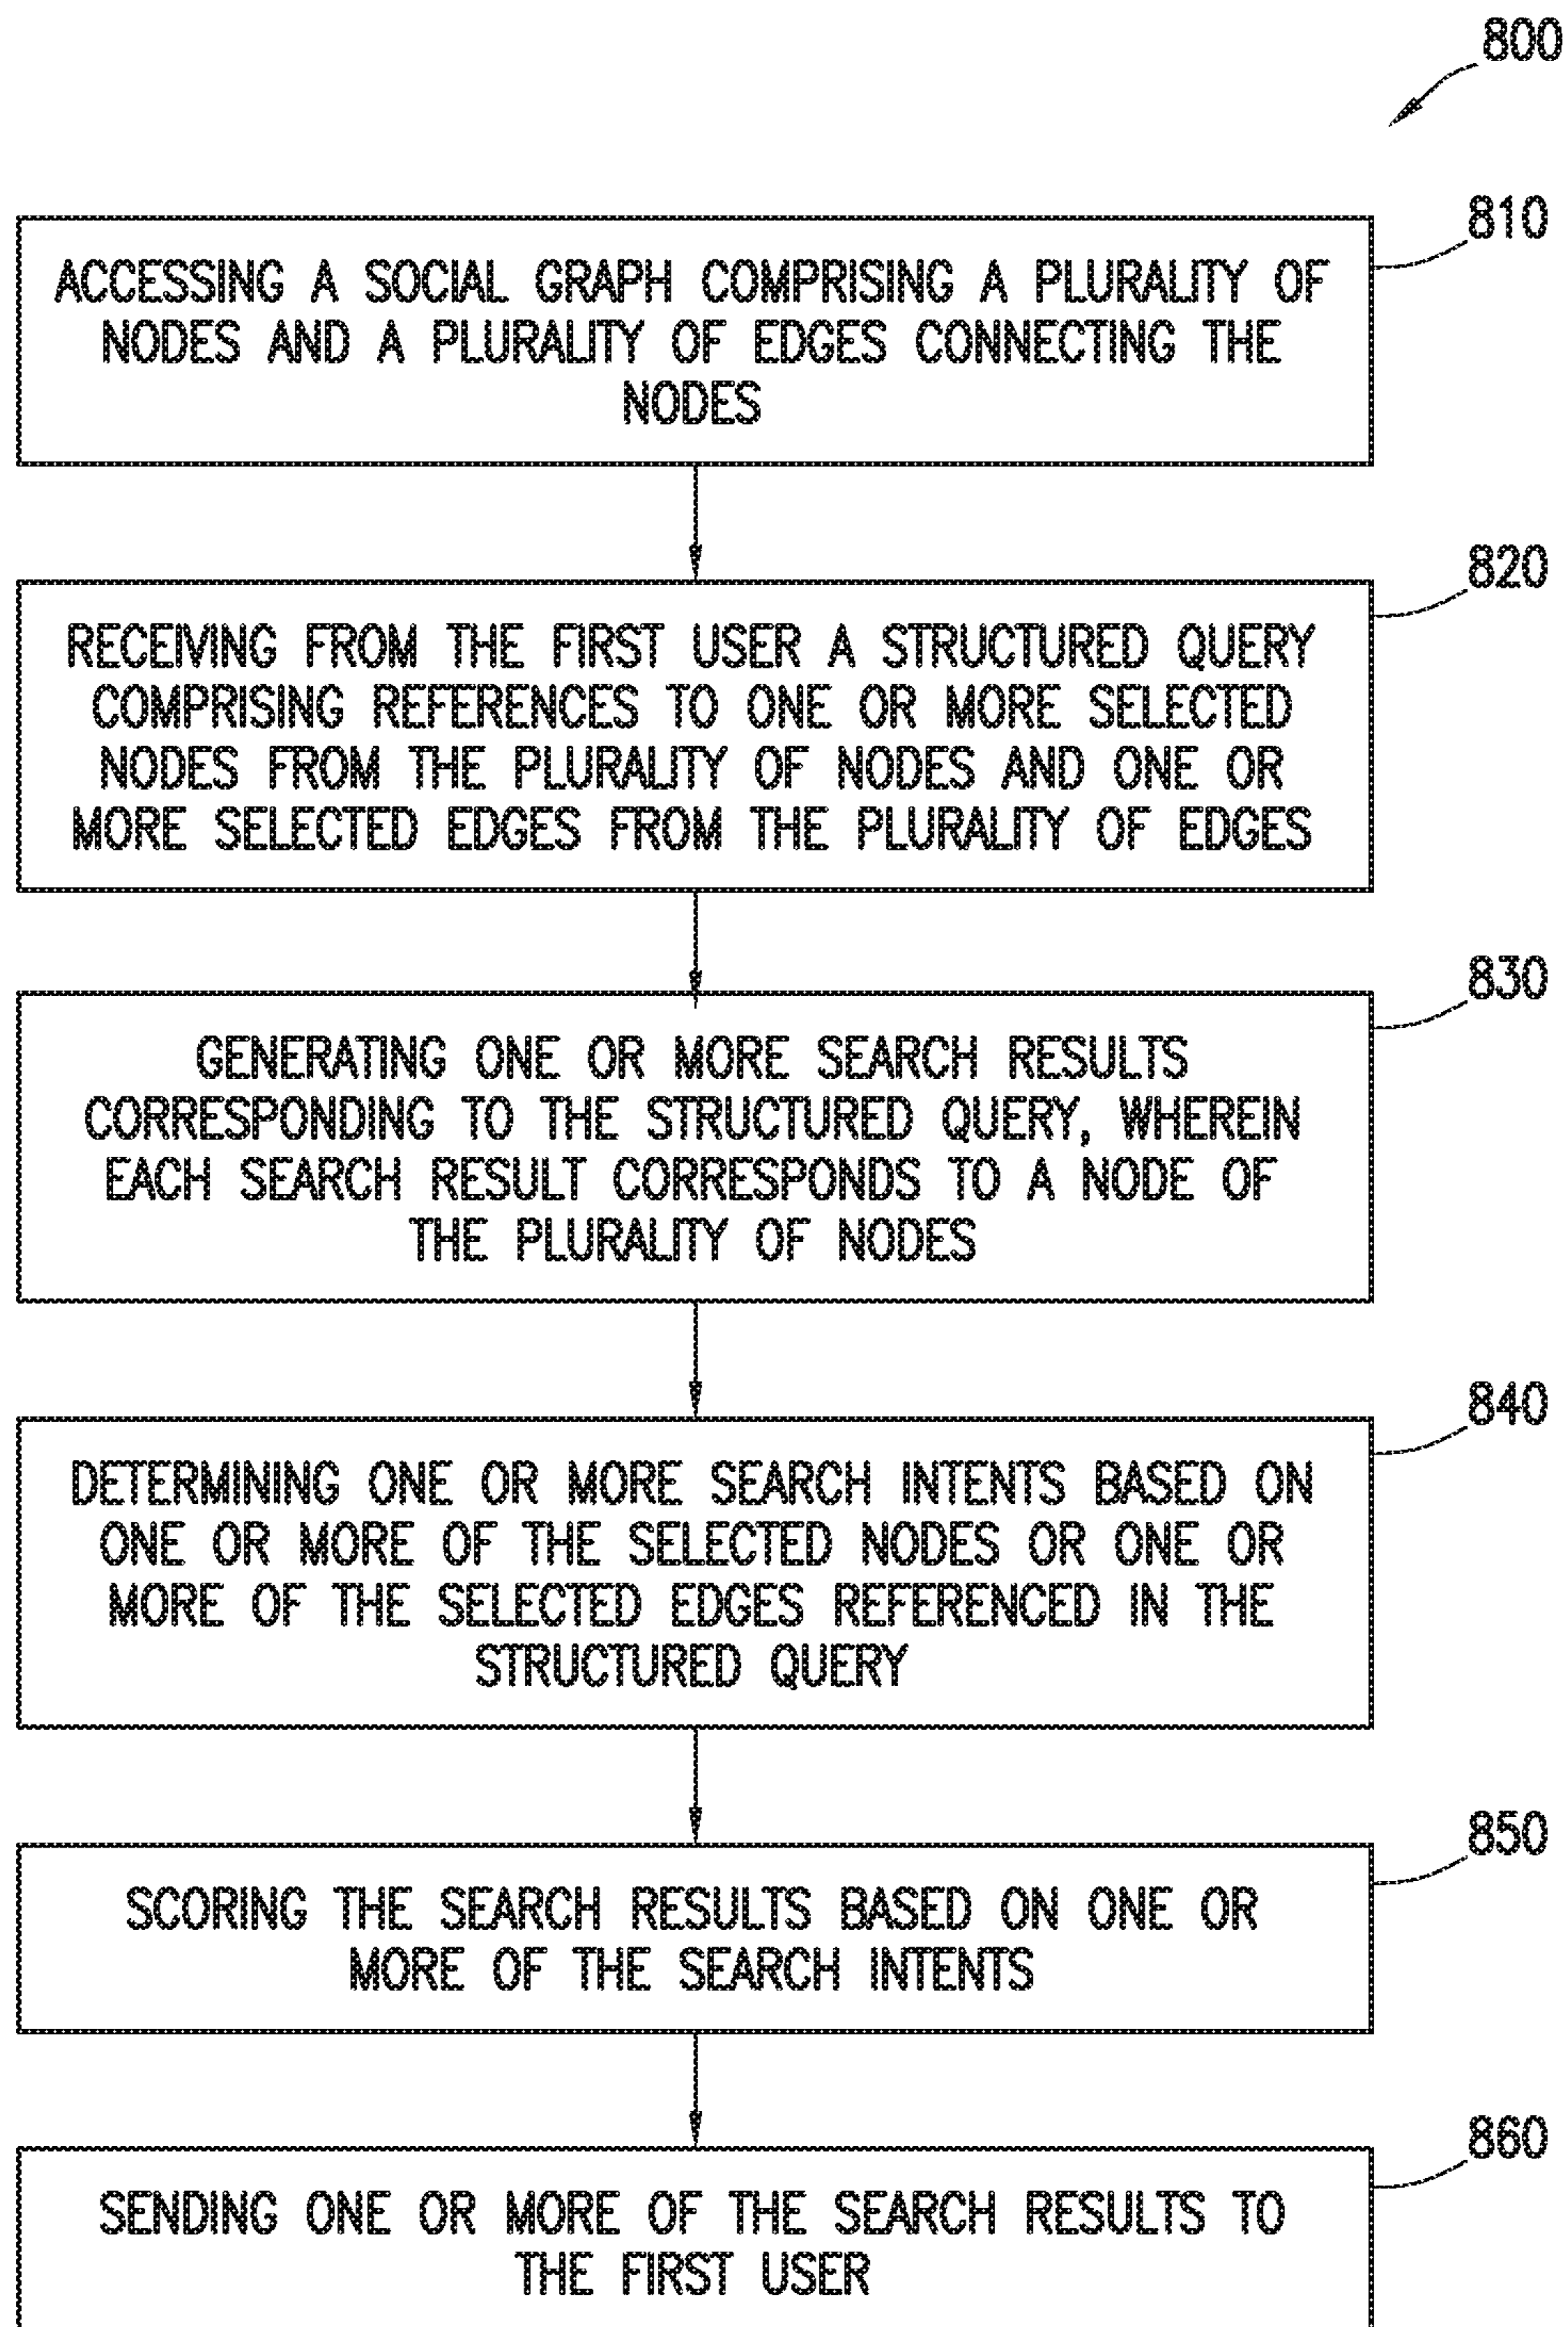 800
810
ACCESSING A SOCIAL GRAPH COMPRISING A PLURALITY OF
NODES AND A PLURALITY OF EDGES CONNECTING THE
NODES
820
RECEIVING FROM THE FIRST USER A STRUCTURED QUERY
COMPRISING REFERENCES TO ONE OR MORE SELECTED
NODES FROM THE PLURALITY OF NODES AND ONE OR
MORE SELECTED EDGES FROM THE PLURALITY OF EDGES
830
GENERATING ONE OR MORE SEARCH RESULTS
CORRESPONDING TO THE STRUCTURED QUERY, WHEREIN
EACH SEARCH RESULT CORRESPONDS TO A NODE OF
THE PLURALITY OF NODES
840
DETERMINING ONE OR MORE SEARCH INTENTS BASED ON
ONE OR MORE OF THE SELECTED NODES OR ONE OR
MORE OF THE SELECTED EDGES REFERENCED IN THE
STRUCTURED QUERY
850
SCORING THE SEARCH RESULTS BASED ON ONE OR
MORE OF THE SEARCH INTENTS
860
SENDING ONE OR MORE OF THE SEARCH RESULTS TO
THE FIRST USER